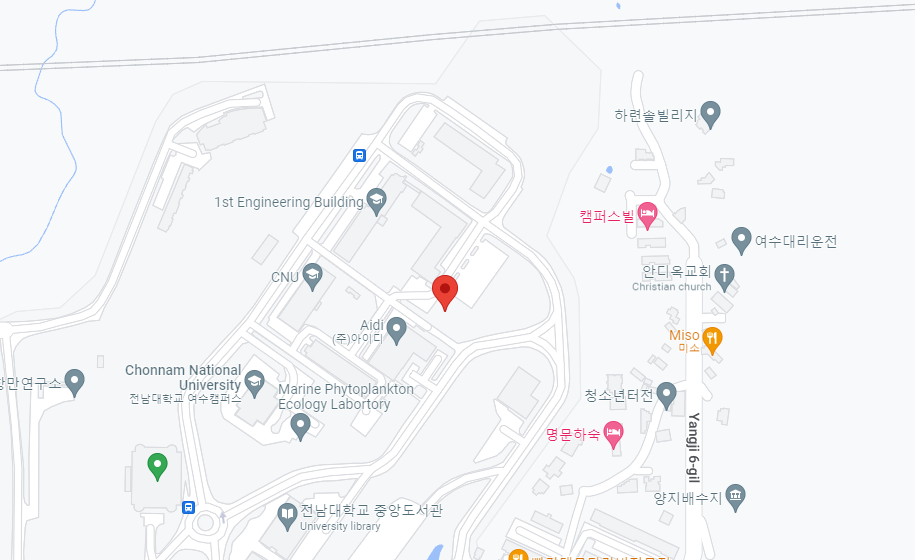 하련솔빌리지
1st Engineering Building
캠퍼스빌
여수대리운전
안디옥교회
Christian church
CNU
Aidi
(주)아이디
Miso
미소
Chonnam National
University
전남대학교 여수캠퍼스
항만연구소
Marine Phytoplankton
Ecology Labortory
청소년터전
명문하숙
Yangji 6-gil
양지배수지
전남대학교 중앙도서관
University library